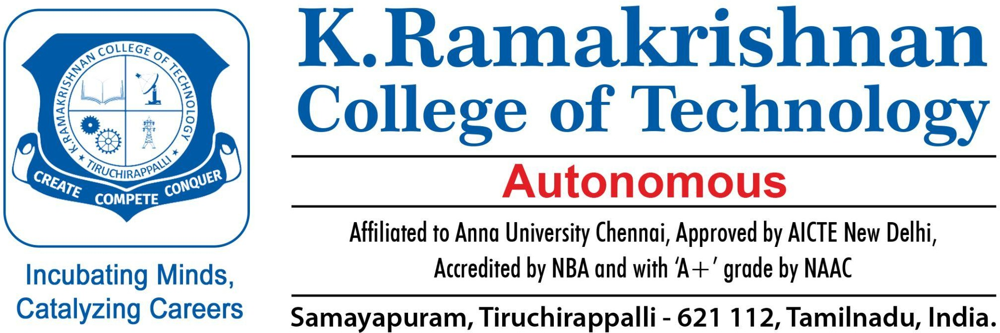 K.RAMAKRISHNAN COLLEGE OF TECHNOLOGY
★ TIRUCHIRAPPALLI ★
CREATE COMPETE CONQUER
Incubating Minds,
Catalyzing Careers
K.Ramakrishnan
College of Technology
Autonomous
Affiliated to Anna University Chennai, Approved by AICTE New Delhi,
Accredited by NBA and with ‘A+’ grade by NAAC
Samayapuram, Tiruchirappalli - 621 112, Tamilnadu, India.